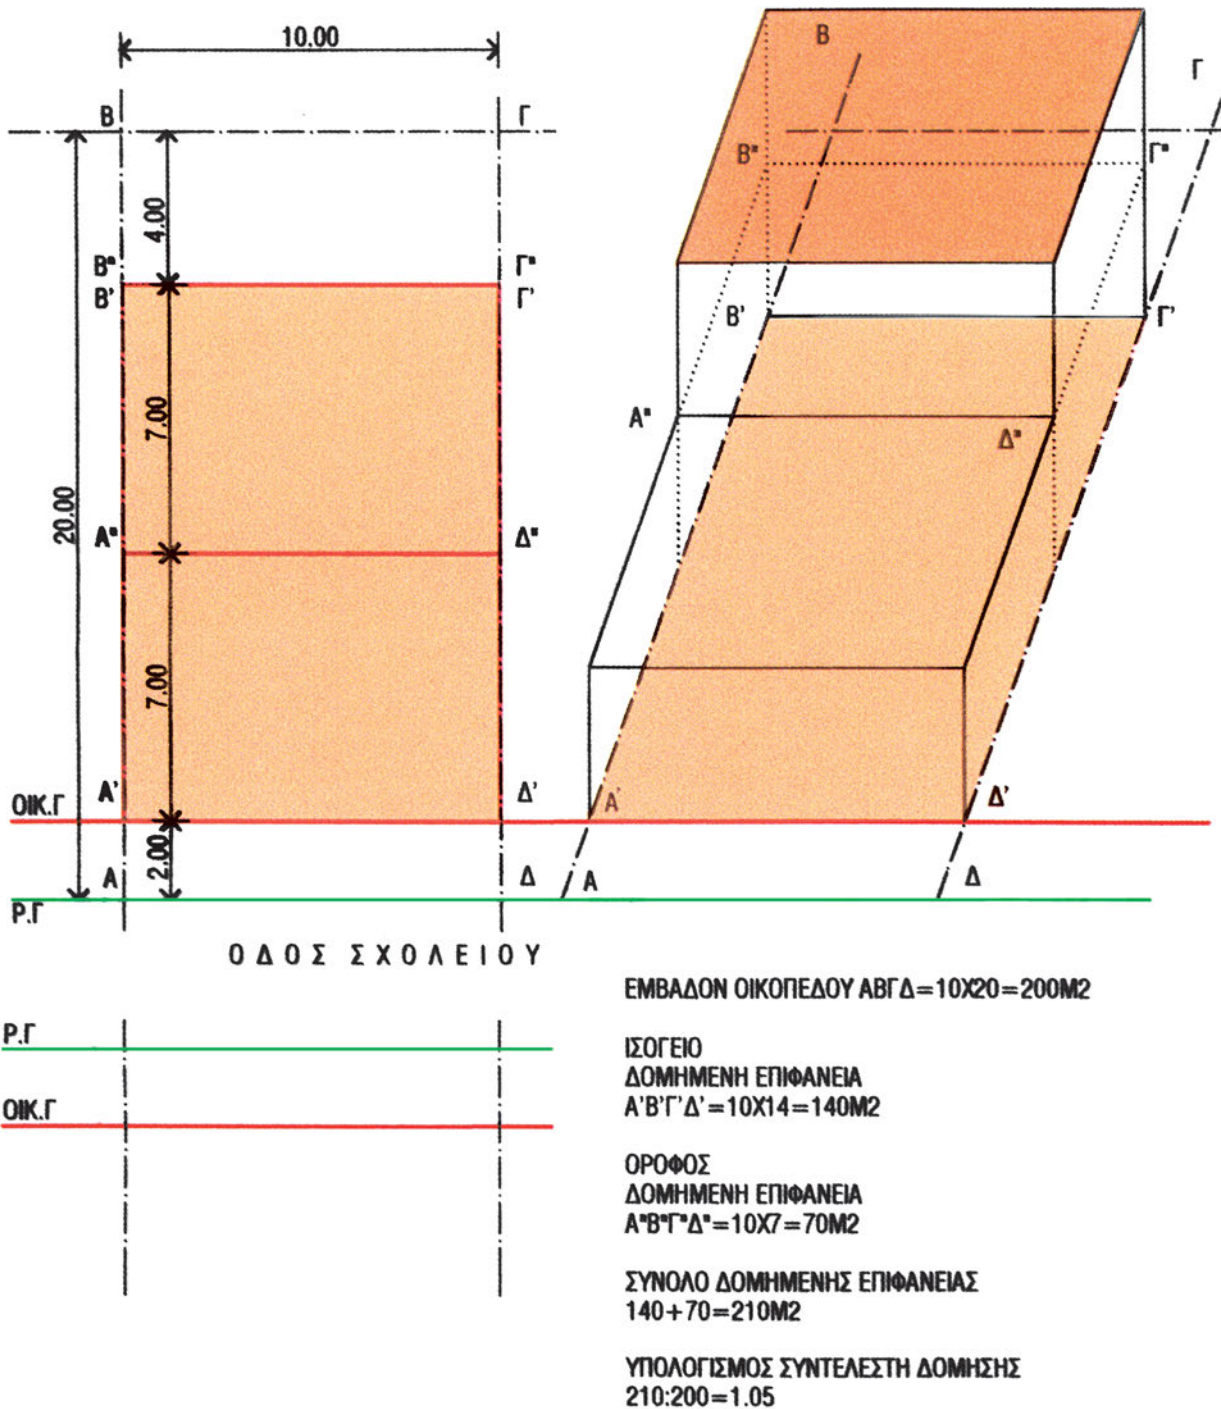 10.00
Β Γ
4.00
Β" Γ"
Β' Γ'
7.00
20.00
Α" Δ"
7.00
Α' Δ'
ΟΙΚ.Γ
2.00
Α Δ
Ρ.Γ
ΟΔΟΣ ΣΧΟΛΕΙΟΥ
Ρ.Γ
ΟΙΚ.Γ
Β
Γ
Β" Γ"
Β' Γ'
Α" Δ"
Α' Δ'
Α Δ
ΕΜΒΑΔΟΝ ΟΙΚΟΠΕΔΟΥ ΑΒΓΔ=10Χ20=200Μ2
ΙΣΟΓΕΙΟ
ΔΟΜΗΜΕΝΗ ΕΠΙΦΑΝΕΙΑ
Α'Β'Γ'Δ'=10Χ14=140Μ2
ΟΡΟΦΟΣ
ΔΟΜΗΜΕΝΗ ΕΠΙΦΑΝΕΙΑ
Α"Β"Γ"Δ"=10Χ7=70Μ2
ΣΥΝΟΛΟ ΔΟΜΗΜΕΝΗΣ ΕΠΙΦΑΝΕΙΑΣ
140+70=210Μ2
ΥΠΟΛΟΓΙΣΜΟΣ ΣΥΝΤΕΛΕΣΤΗ ΔΟΜΗΣΗΣ
210:200=1.05